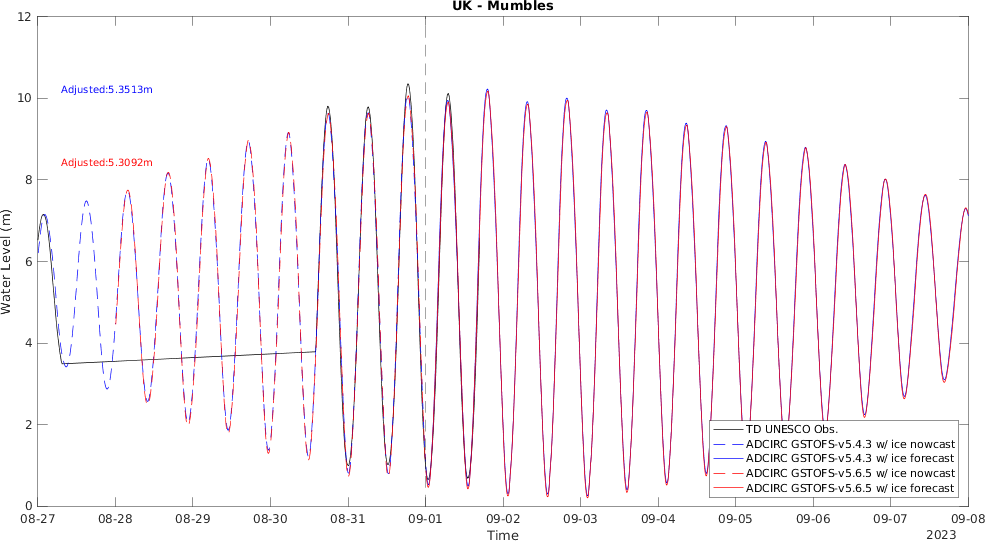 UK - Mumbles
12
10
8
6
4
2
0
Water Level (m)
Adjusted:5.3513m
Adjusted:5.3092m
TD UNESCO Obs.
ADCIRC GSTOFS-v5.4.3 w/ ice nowcast
ADCIRC GSTOFS-v5.4.3 w/ ice forecast
ADCIRC GSTOFS-v5.6.5 w/ ice nowcast
ADCIRC GSTOFS-v5.6.5 w/ ice forecast
08-27 08-28 08-29 08-30 08-31 09-01 09-02 09-03 09-04 09-05 09-06 09-07 09-08
Time
2023